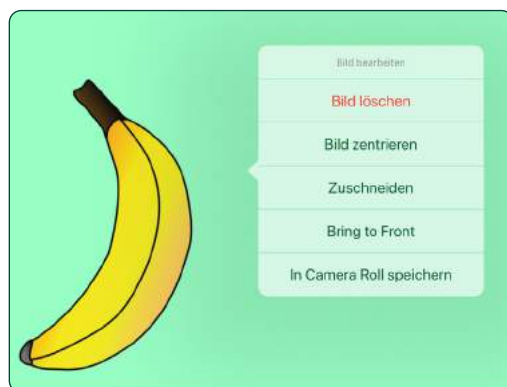 Bild bearbeiten
Bild löschen
Bild zentrieren
Zuschneiden
Bring to Front
In Camera Roll speichern